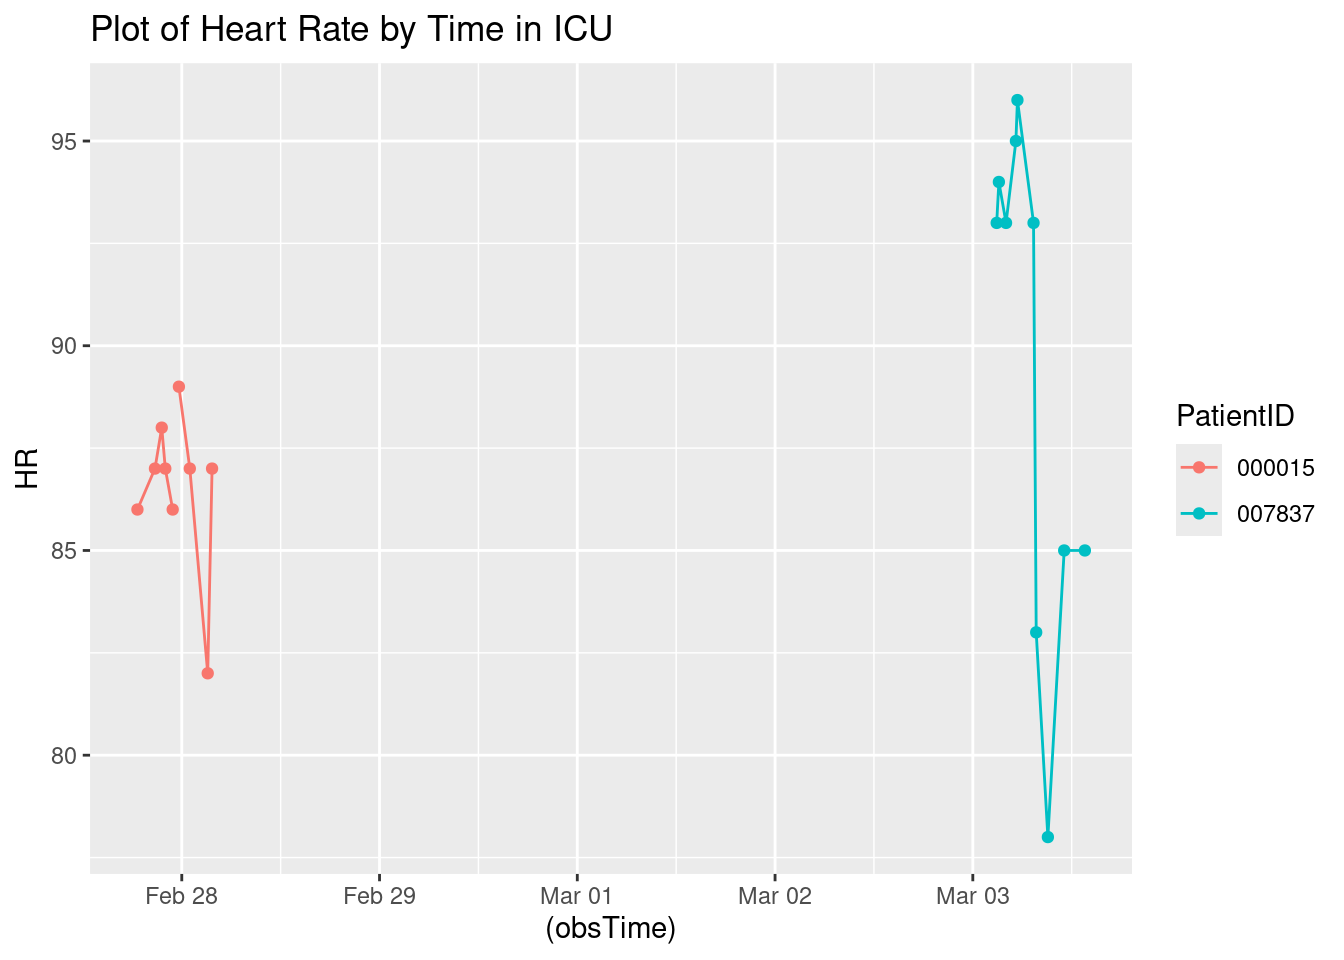 Plot of Heart Rate by Time in ICU
95
90
85
80
HR
Feb 28
Feb 29
Mar 01
Mar 02
Mar 03
(obsTime)
PatientID
000015
007837